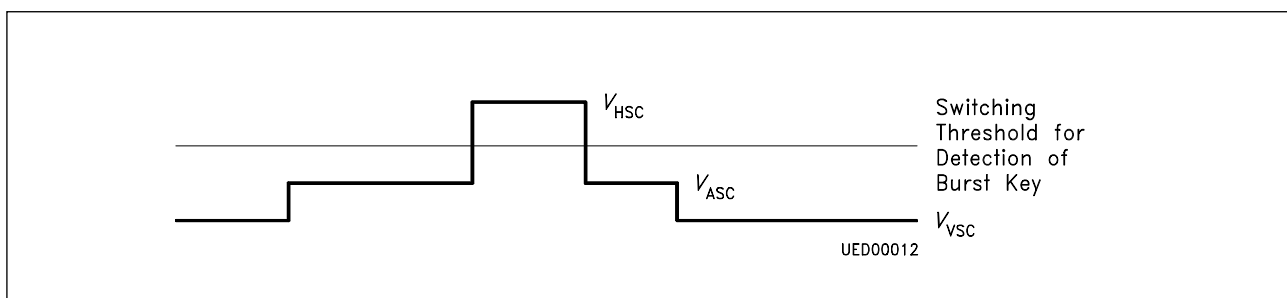 V_HSC
Switching
Threshold for
Detection of
Burst Key
V_ASC
V_VSC
UED00012